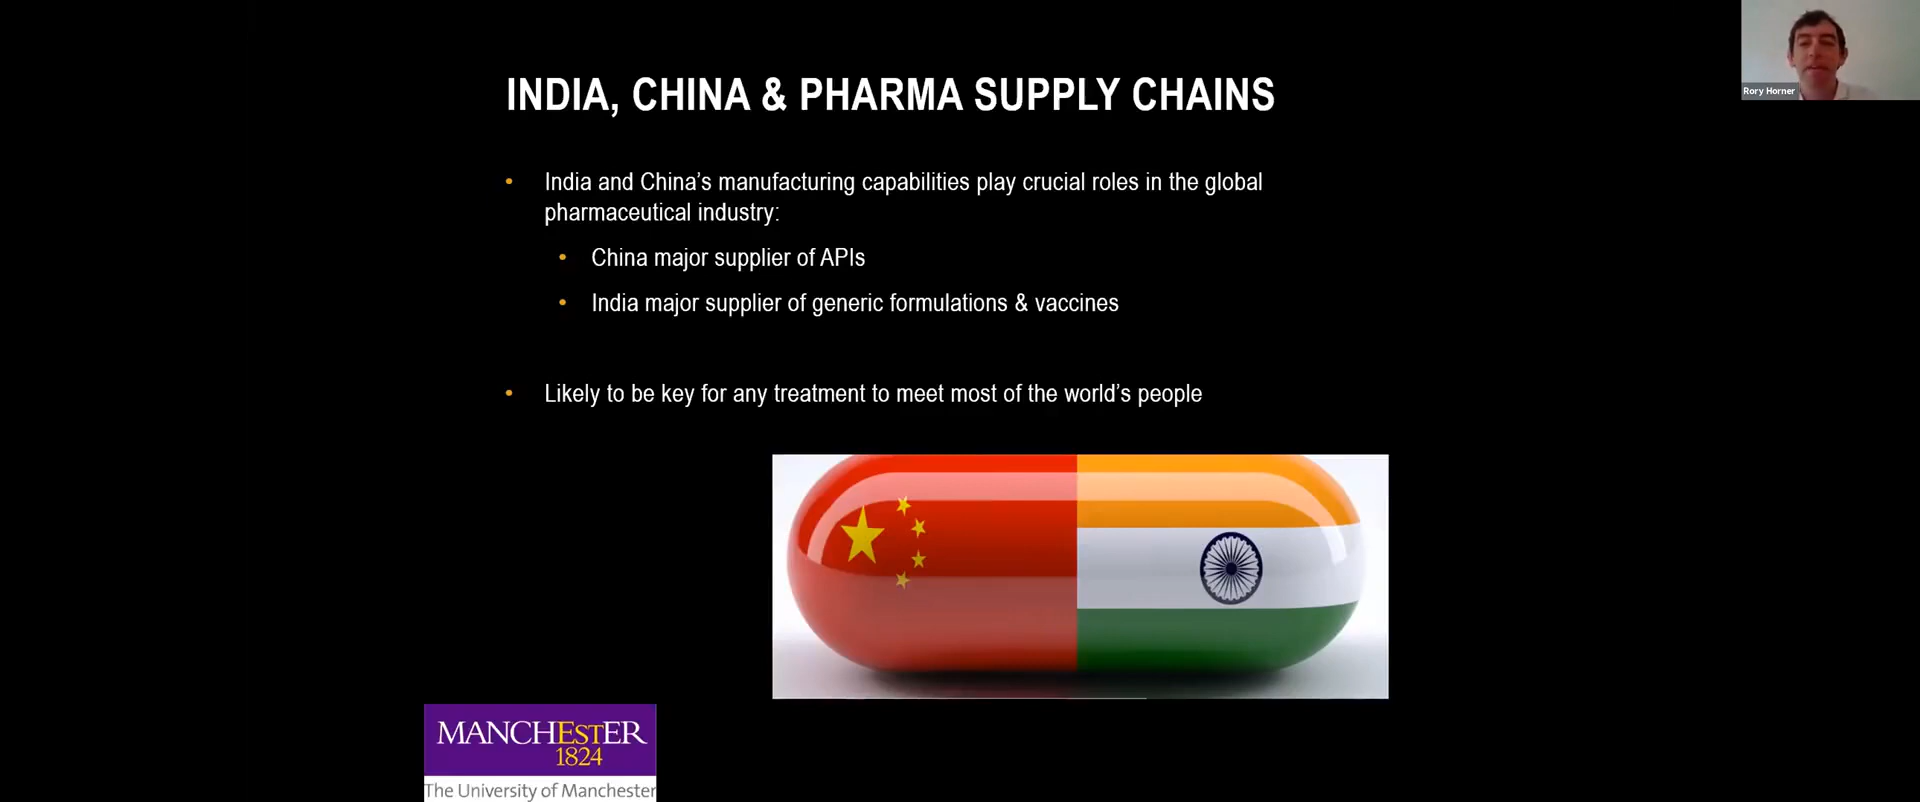 INDIA, CHINA & PHARMA SUPPLY CHAINS
Rory Horner
• India and China’s manufacturing capabilities play crucial roles in the global
pharmaceutical industry:
• China major supplier of APIs
• India major supplier of generic formulations & vaccines
• Likely to be key for any treatment to meet most of the world’s people
MANCHESTER
1824
The University of Manchester